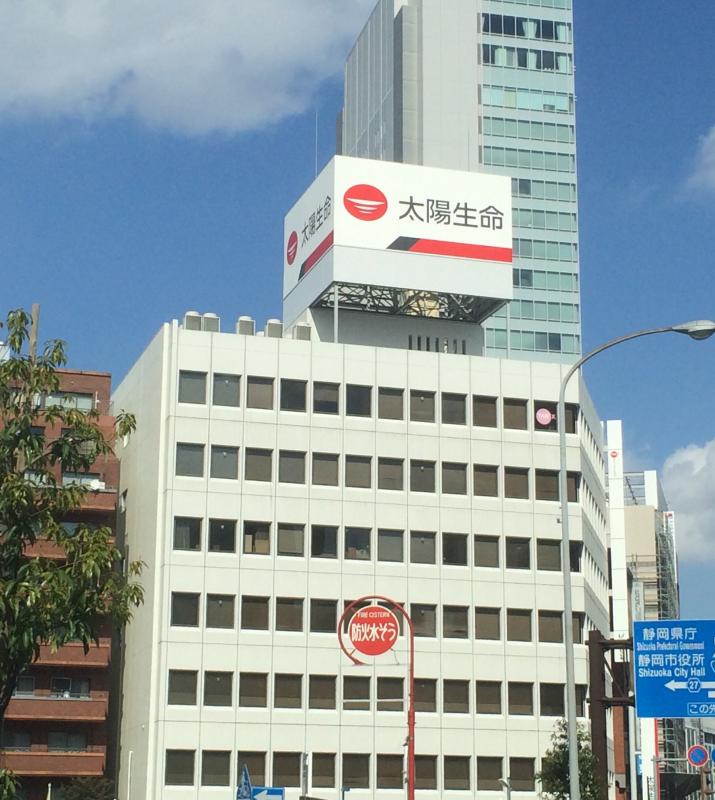 太陽生命
太陽生命
FIRE CISTERN
防火水そう
静岡県庁
Shizuoka Prefectural Government
静岡市役所
Shizuoka City Hall
27
この先